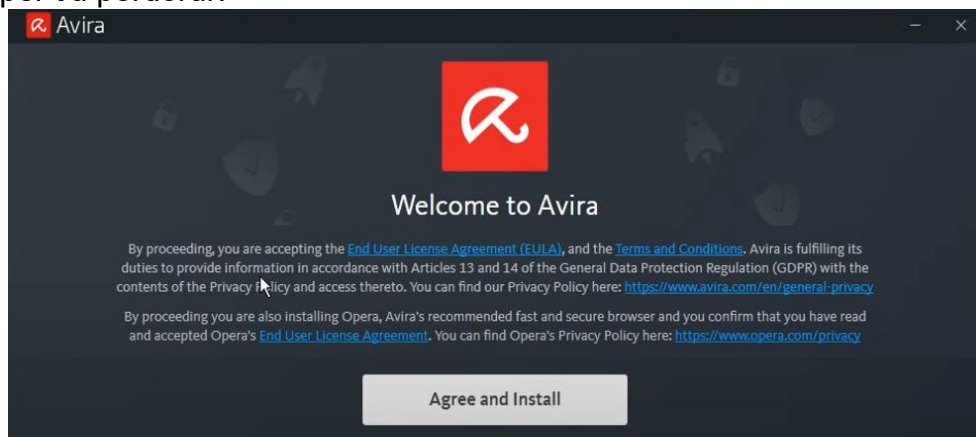 Avira
Welcome to Avira
By proceeding, you are accepting the End User License Agreement (EULA), and the Terms and Conditions. Avira is fulfilling its
duties to provide information in accordance with Articles 13 and 14 of the General Data Protection Regulation (GDPR) with the
contents of the Privacy Policy and access thereto. You can find our Privacy Policy here: https://www.avira.com/en/general-privacy
By proceeding you are also installing Opera, Avira's recommended fast and secure browser and you confirm that you have read
and accepted Opera's End User License Agreement. You can find Opera's Privacy Policy here: https://www.opera.com/privacy
Agree and Install